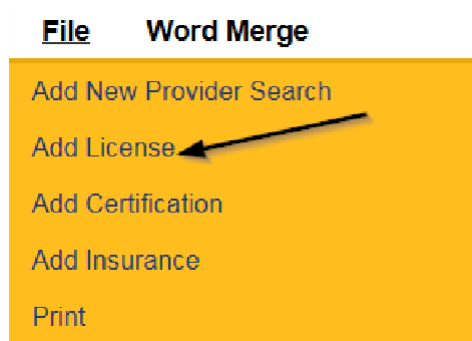 File Word Merge
Add New Provider Search
Add License
Add Certification
Add Insurance
Print